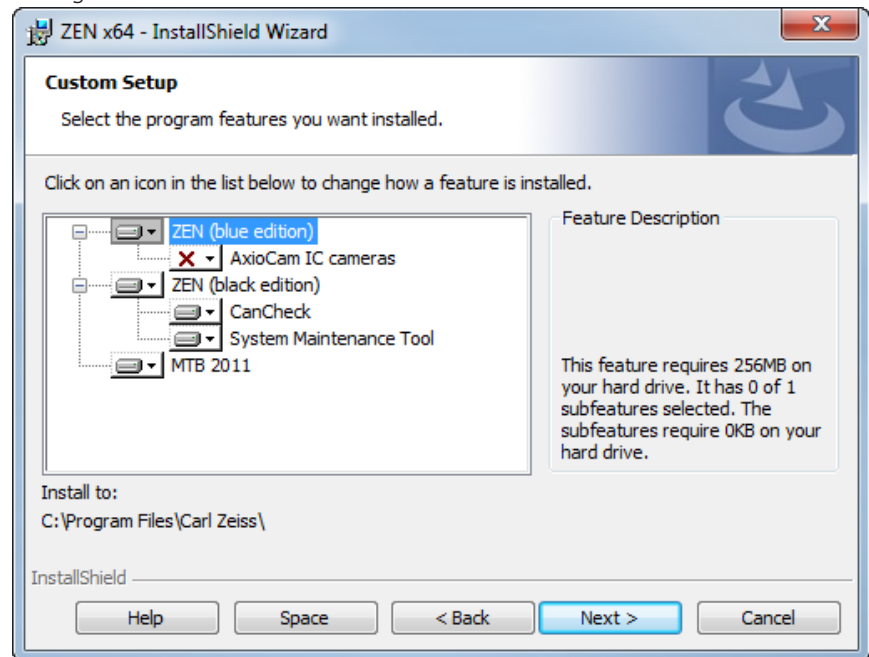 ZEN x64 - InstallShield Wizard
Custom Setup
Select the program features you want installed.
Click on an icon in the list below to change how a feature is installed.
ZEN (blue edition)
AxioCam IC cameras
ZEN (black edition)
CanCheck
System Maintenance Tool
MTB 2011
Feature Description
This feature requires 256MB on
your hard drive. It has 0 of 1
subfeatures selected. The
subfeatures require 0KB on your
hard drive.
Install to:
C:\Program Files\Carl Zeiss\
InstallShield
Help
Space
< Back
Next >
Cancel